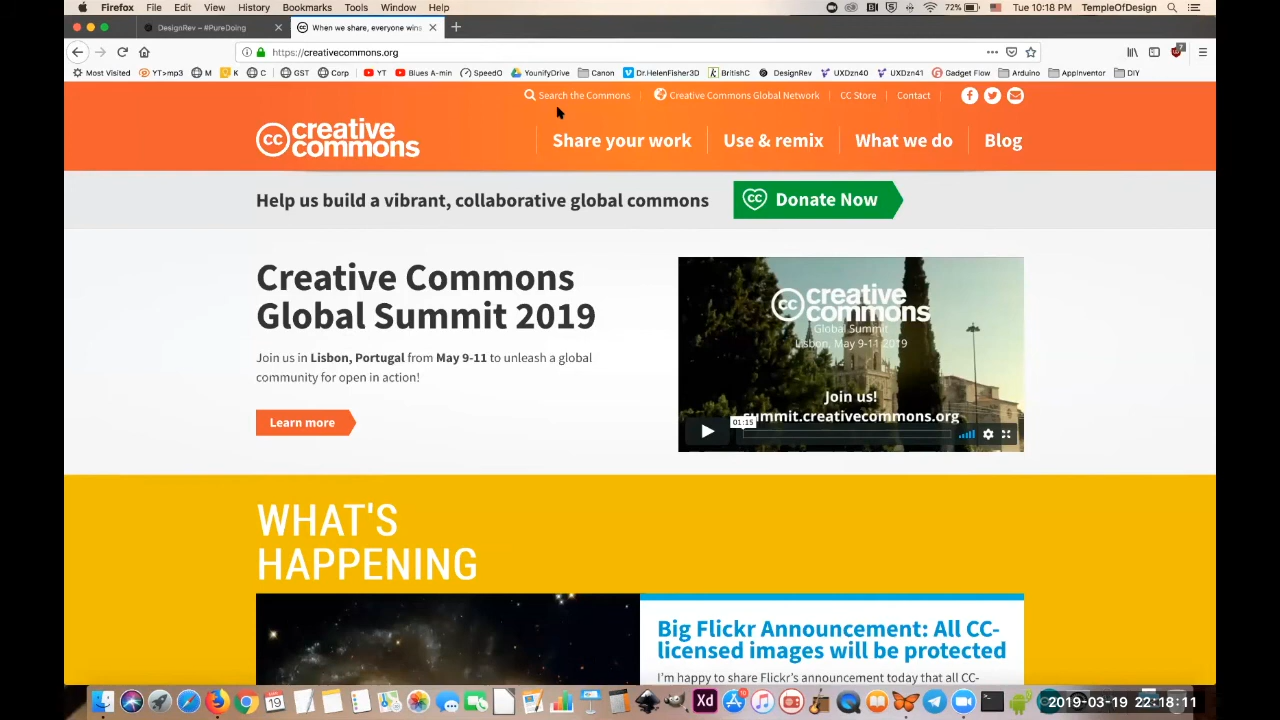 Firefox File Edit View History Bookmarks Tools Window Help 72% Tue 10:18 PM TempleOfDesign
DesignRev – #PureDoing When we share, everyone wins
https://creativecommons.org
Most Visited YT>mp3 M K C GST Corp YT Blues A-min SpeedO YounifyDrive Canon Dr.HelenFisher3D BritishC DesignRev UXDzn40 UXDzn41 Gadget Flow Arduino AppInventor DIY
Search the Commons Creative Commons Global Network CC Store Contact
cc creative commons
Share your work Use & remix What we do Blog
Help us build a vibrant, collaborative global commons Donate Now
Creative Commons
Global Summit 2019
Join us in Lisbon, Portugal from May 9-11 to unleash a global
community for open in action!
Learn more
cc creative commons
Global Summit
Lisbon, May 9-11 2019
Join us!
summit.creativecommons.org
01:15
WHAT'S
HAPPENING
Big Flickr Announcement: All CC-
licensed images will be protected
I'm happy to share Flickr's announcement today that all CC-
Xd
2019-03-19 22:18:11